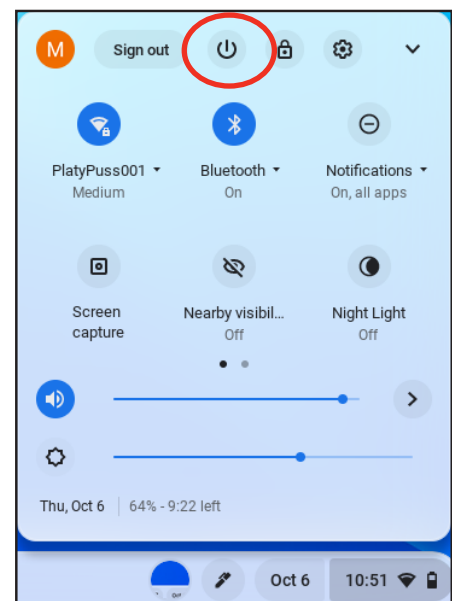 M Sign out
PlatyPuss001 Bluetooth Notifications
Medium On On, all apps
Screen Nearby visibil... Night Light
capture Off Off
Thu, Oct 6 64% - 9:22 left
Oct 6 10:51